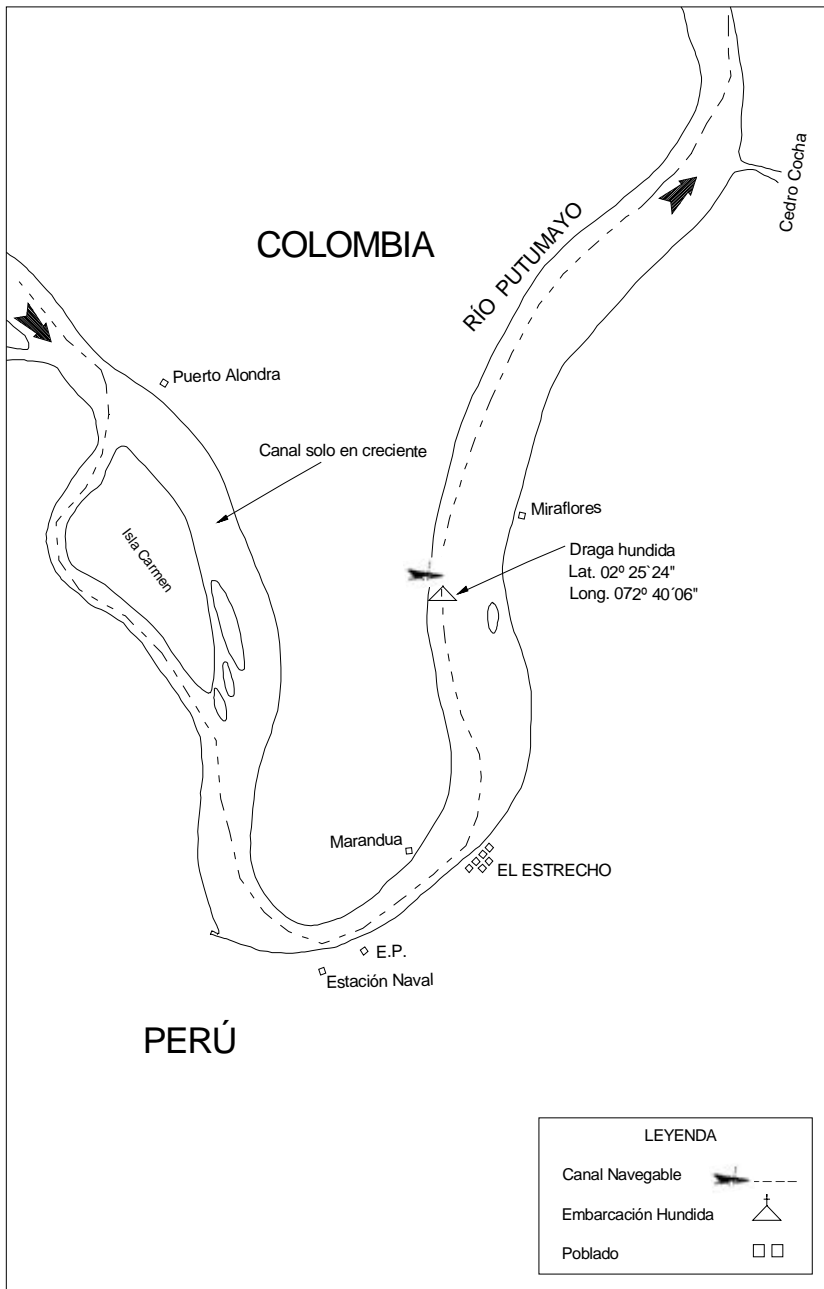 Cedro Cocha
RÍO PUTUMAYO
COLOMBIA
Puerto Alondra
Canal solo en creciente
Isla Carmen
Miraflores
Draga hundida
Lat. 02º 25`24"
Long. 072º 40´06"
Marandua
EL ESTRECHO
E.P.
Estación Naval
PERÚ
LEYENDA
Canal Navegable
Embarcación Hundida
Poblado